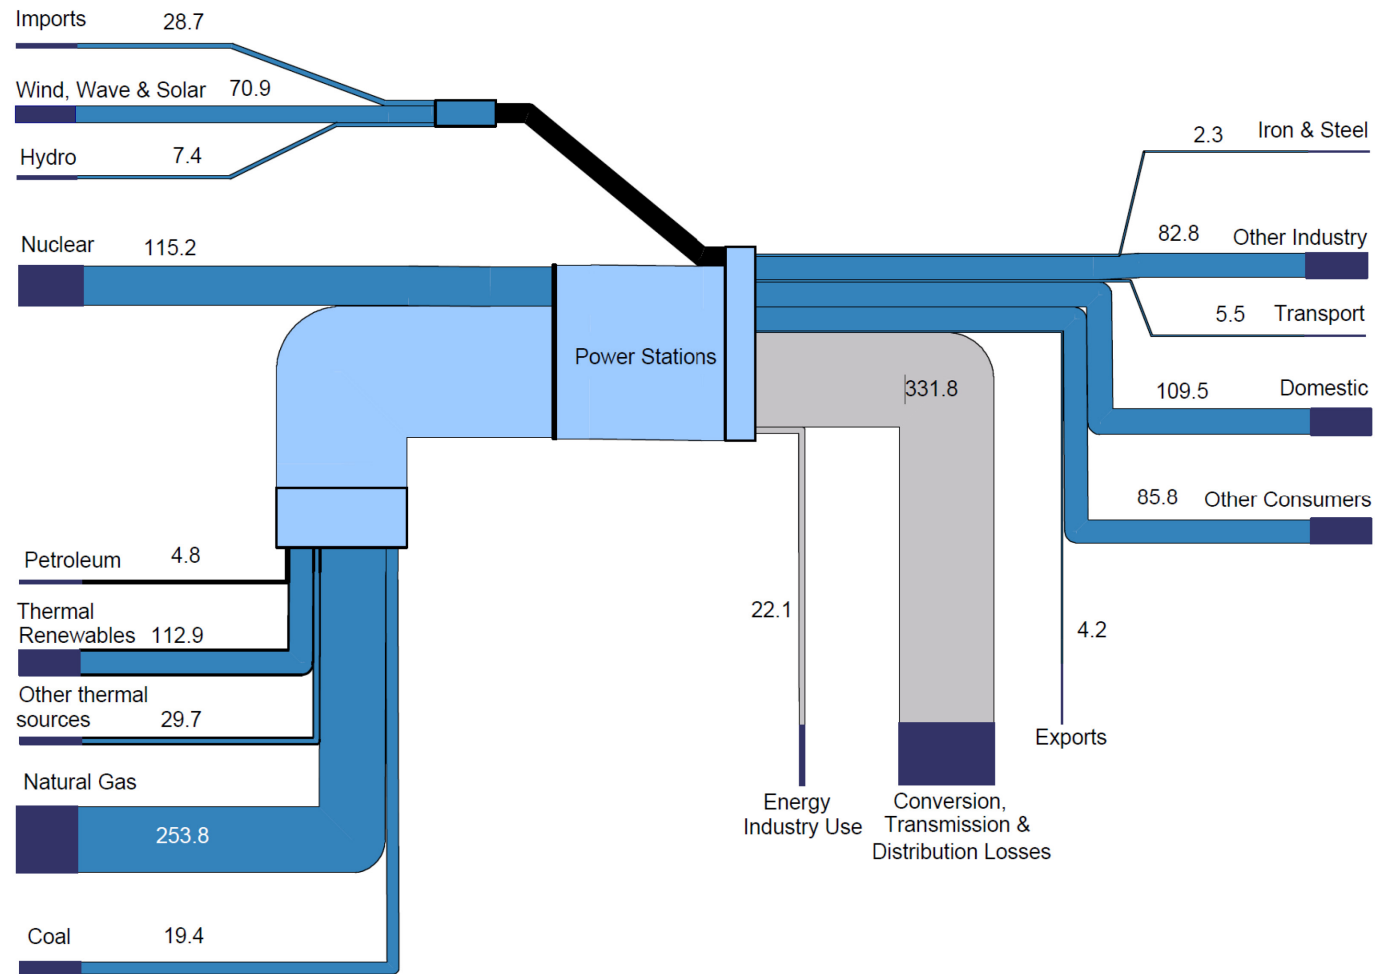 Imports 28.7
Wind, Wave & Solar 70.9
Hydro 7.4
Nuclear 115.2
Power Stations
Petroleum 4.8
Thermal
Renewables 112.9
Other thermal
sources 29.7
Natural Gas
253.8
Coal 19.4
2.3 Iron & Steel
82.8 Other Industry
5.5 Transport
331.8
109.5 Domestic
85.8 Other Consumers
22.1
4.2
Exports
Energy
Industry Use
Conversion,
Transmission &
Distribution Losses